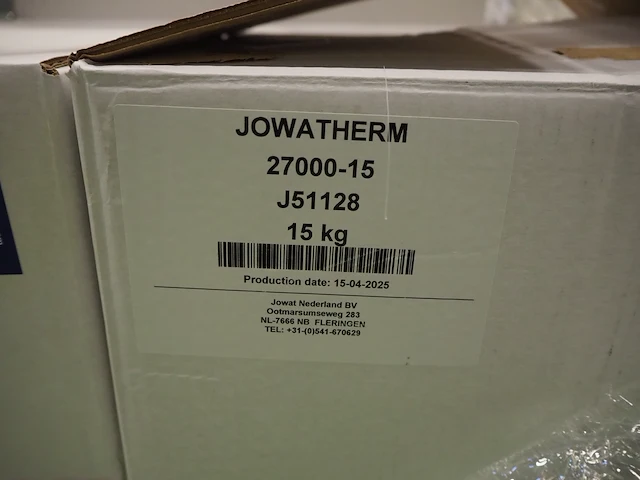 JOWATHERM
27000-15
J51128
15 kg
Production date: 15-04-2025
Jowat Nederland BV
Ootmarsumseweg 283
NL-7666 NB FLERINGEN
TEL: +31-(0)541-670629